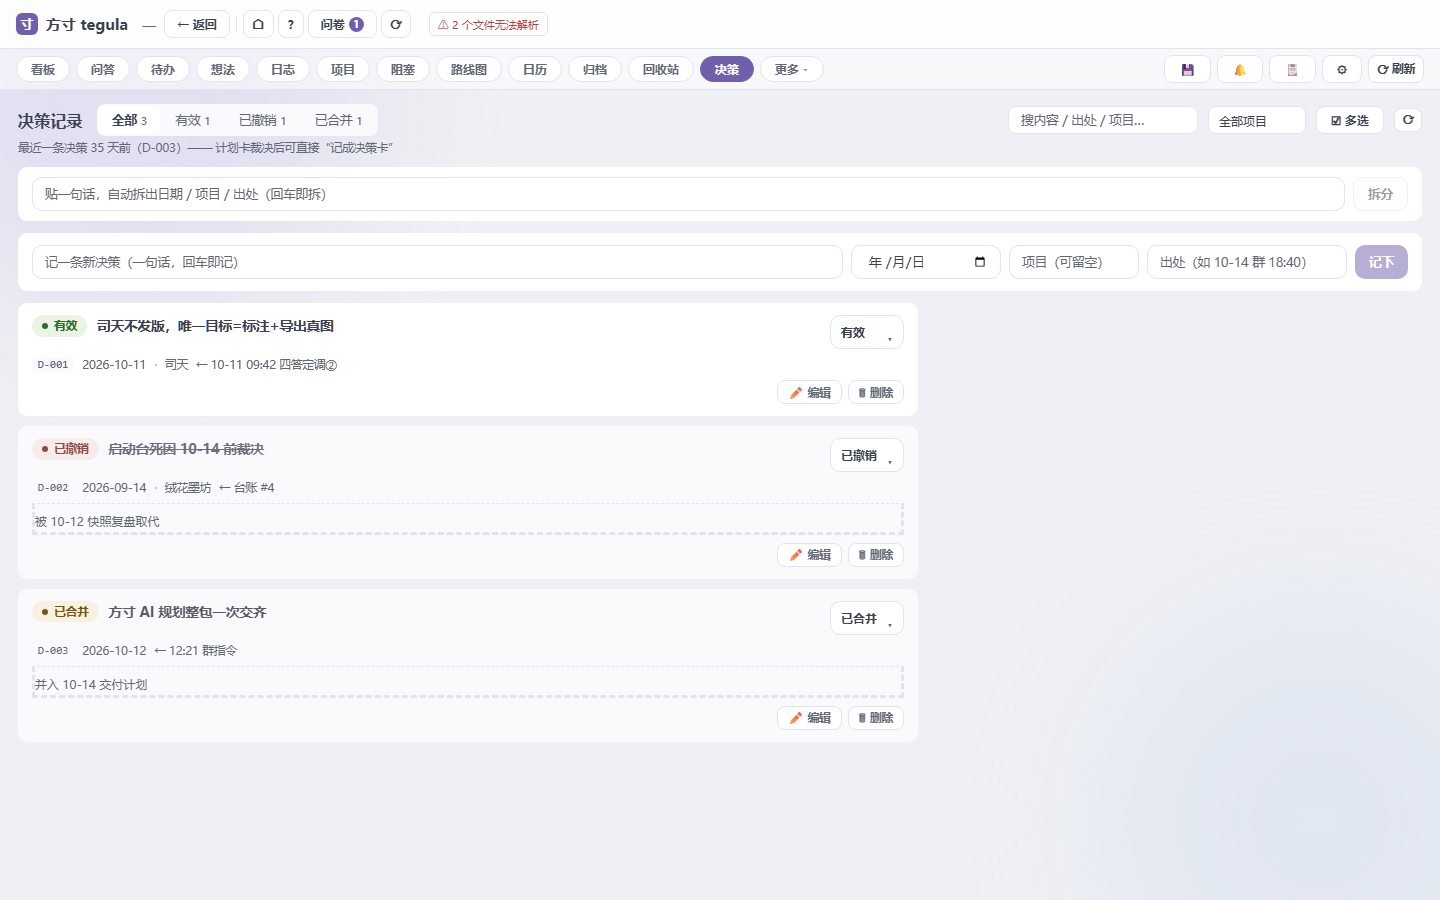 寸 方寸 tegula — ← 返回 ? 问卷 1 ⚠ 2 个文件无法解析
看板 问答 待办 想法 日志 项目 阻塞 路线图 日历 归档 回收站 决策 更多 刷新
决策记录 全部 3 有效 1 已撤销 1 已合并 1 搜内容 / 出处 / 项目... 全部项目 多选
最近一条决策 35 天前（D-003）—— 计划卡裁决后可直接“记成决策卡”
贴一句话，自动拆出日期 / 项目 / 出处（回车即拆） 拆分
记一条新决策（一句话，回车即记） 年 /月/日 项目（可留空） 出处（如 10-14 群 18:40） 记下
有效 司天不发版，唯一目标=标注+导出真图 有效
D-001 2026-10-11 · 司天 ← 10-11 09:42 四答定调②
编辑 删除
已撤销 启动台死因 10-14 前裁决 已撤销
D-002 2026-09-14 · 绒花墨坊 ← 台账 #4
被 10-12 快照复盘取代
编辑 删除
已合并 方寸 AI 规划整包一次交齐 已合并
D-003 2026-10-12 ← 12:21 群指令
并入 10-14 交付计划
编辑 删除